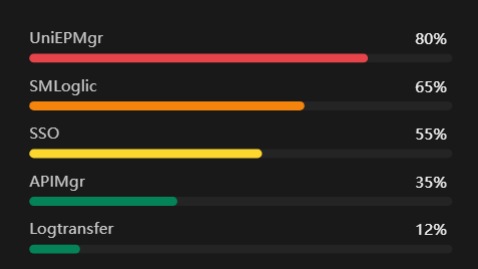 UniEPMgr 80%
SMLoglic 65%
SSO 55%
APIMgr 35%
Logtransfer 12%